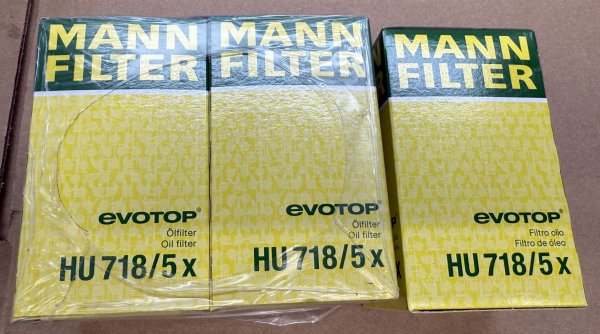 MANN
FILTER
evotop®
Ölfilter
Oil filter
HU 718/5 x
MANN
FILTER
evotop®
Ölfilter
Oil filter
HU 718/5 x
MANN
FILTER
evotop®
Filtro olio
Filtro de óleo
HU 718/5 x